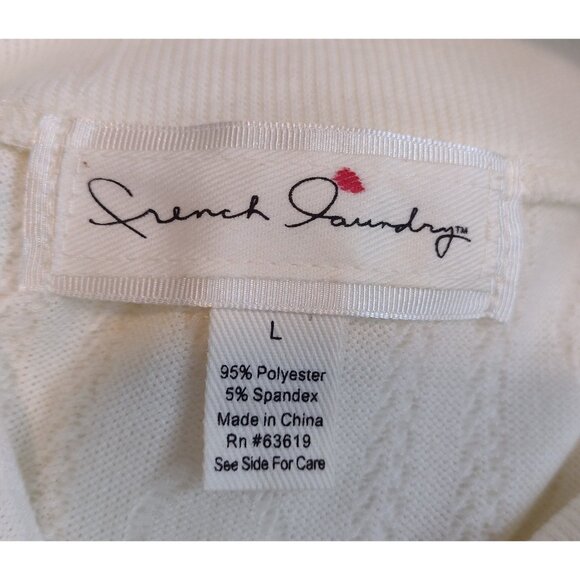 French Laundry™
L
95% Polyester
5% Spandex
Made in China
Rn #63619
See Side For Care